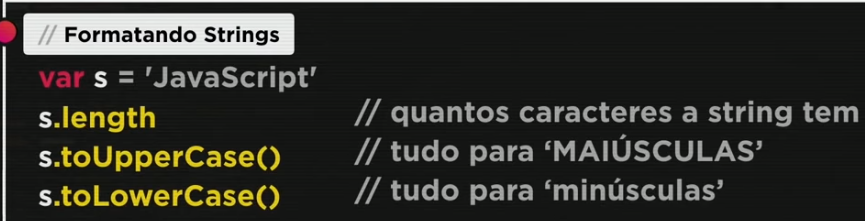 // Formatando Strings
var s = 'JavaScript'
s.length // quantos caracteres a string tem
s.toUpperCase() // tudo para ‘MAIÚSCULAS’
s.toLowerCase() // tudo para ‘minúsculas’